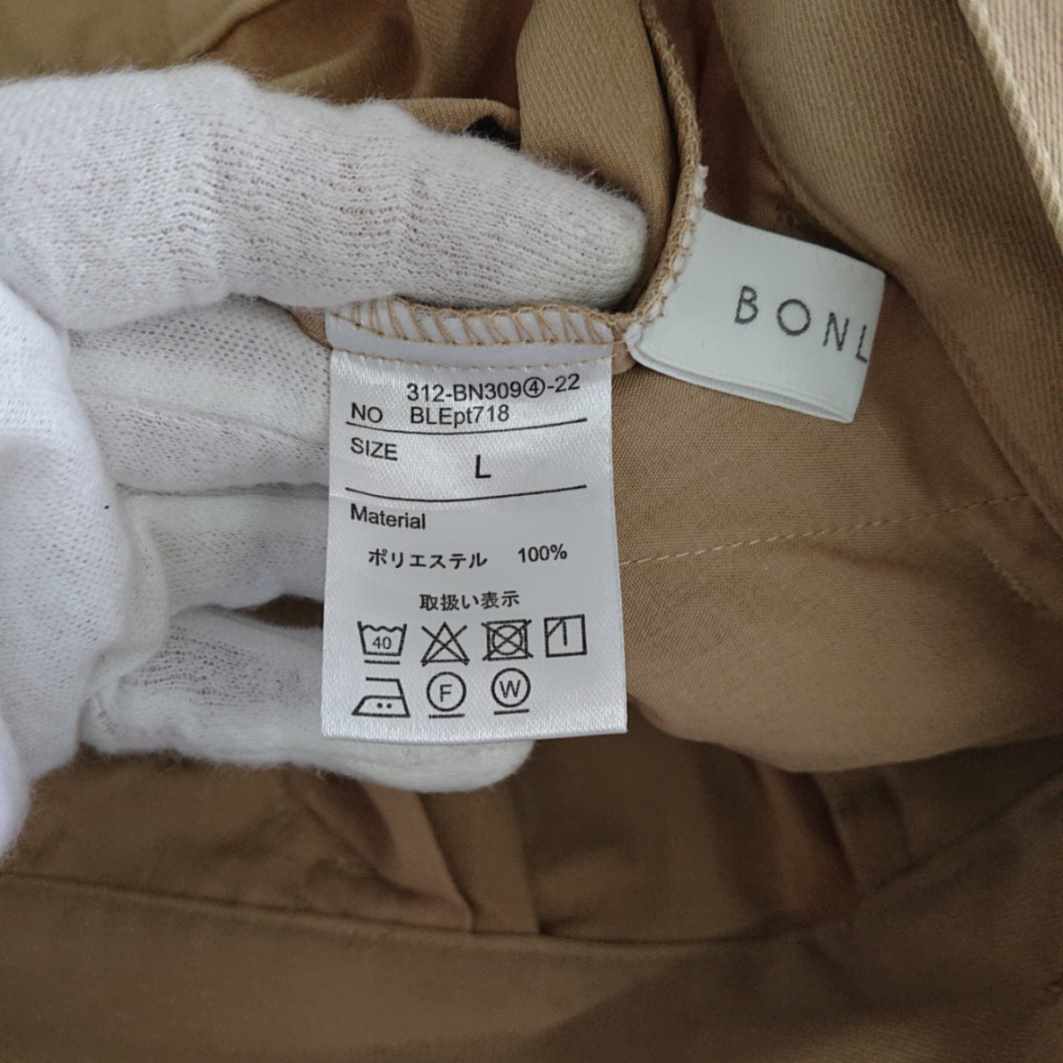 BONL
312-BN309④-22
NO BLEpt718
SIZE
L
Material
ポリエステル 100%
取扱い表示
40
F W